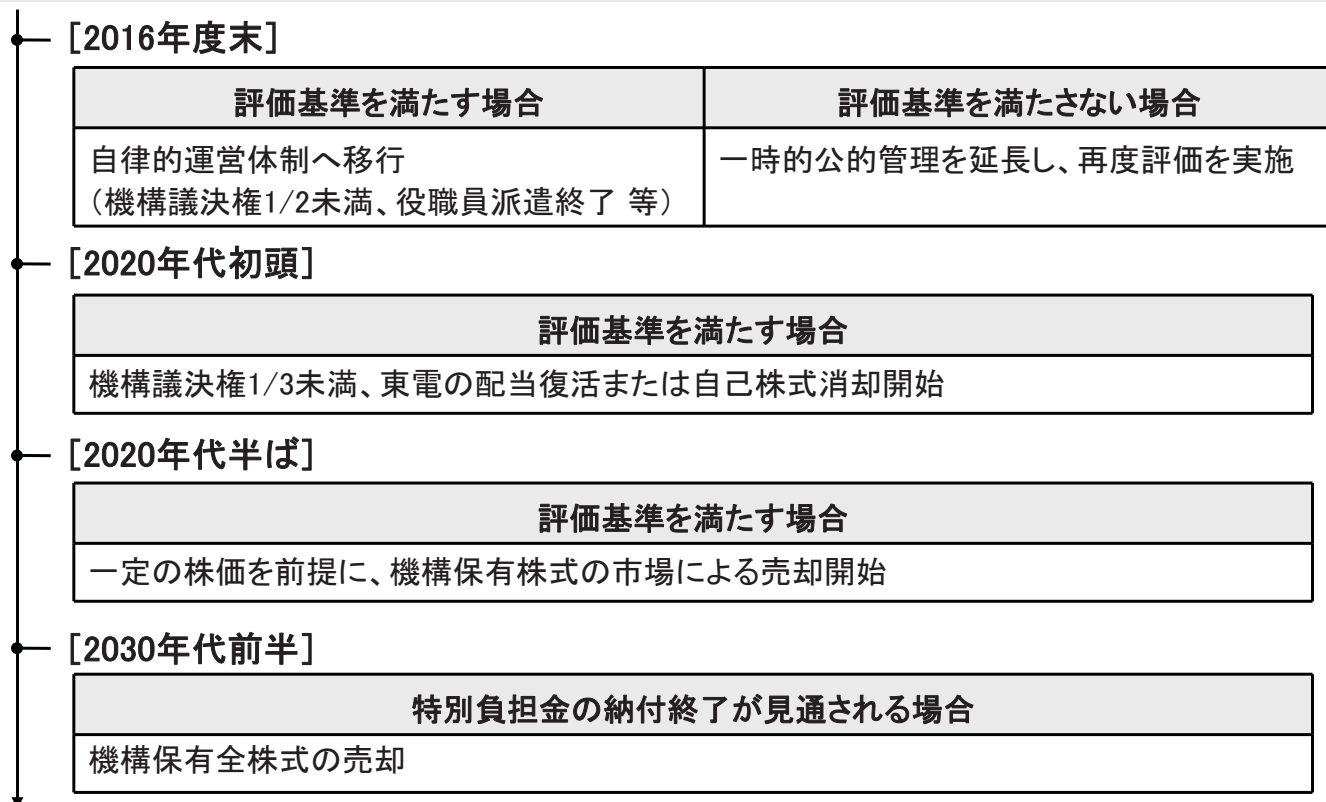 ［2016年度末］
評価基準を満たす場合
評価基準を満たさない場合
自律的運営体制へ移行
（機構議決権1/2未満、役職員派遣終了 等）
一時的公的管理を延長し、再度評価を実施
［2020年代初頭］
評価基準を満たす場合
機構議決権1/3未満、東電の配当復活または自己株式消却開始
［2020年代半ば］
評価基準を満たす場合
一定の株価を前提に、機構保有株式の市場による売却開始
［2030年代前半］
特別負担金の納付終了が見通される場合
機構保有全株式の売却